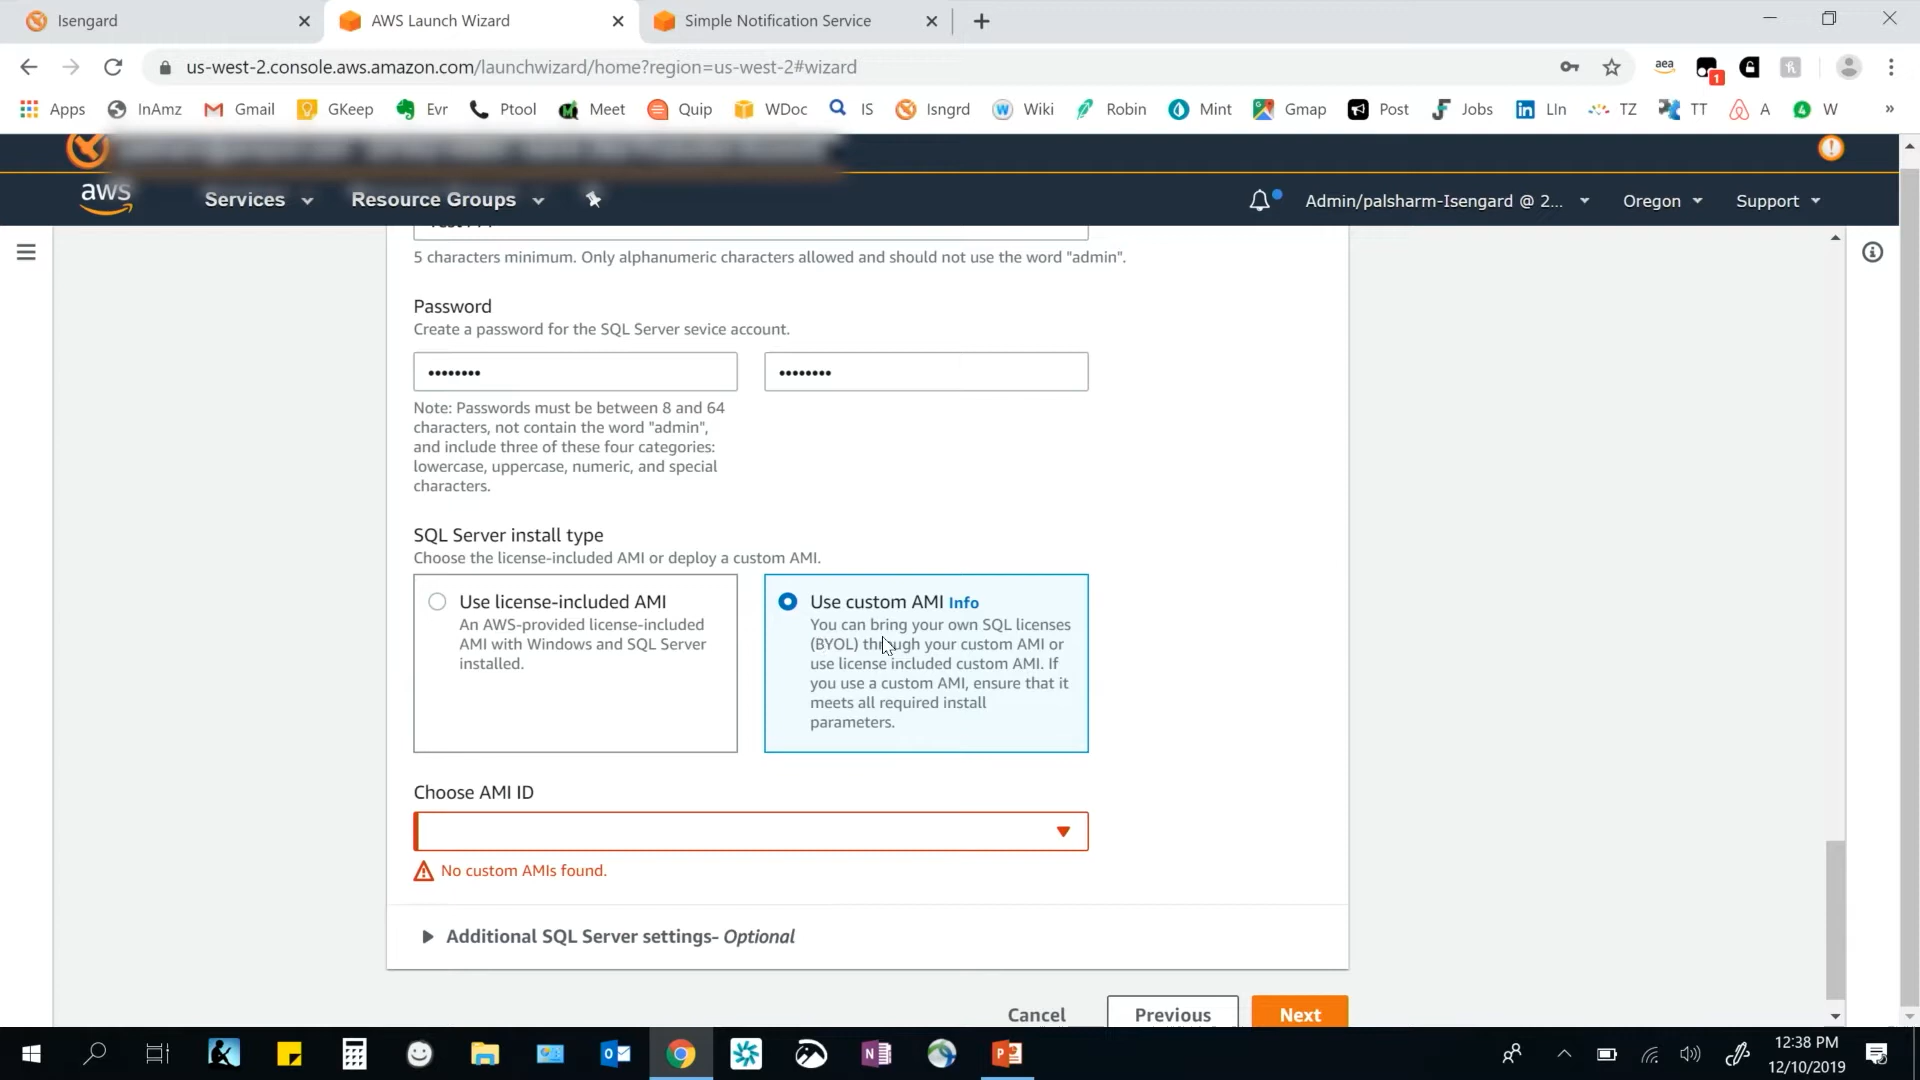 Isengard
AWS Launch Wizard
Simple Notification Service
us-west-2.console.aws.amazon.com/launchwizard/home?region=us-west-2#wizard
aea
1
Apps
InAmz
Gmail
GKeep
Evr
Ptool
Meet
Quip
WDoc
IS
Isngrd
Wiki
Robin
Mint
Gmap
Post
Jobs
LIn
TZ
TT
A
W
»
aws
Services
Resource Groups
Admin/palsharm-Isengard @ 2...
Oregon
Support
5 characters minimum. Only alphanumeric characters allowed and should not use the word "admin".
Password
Create a password for the SQL Server sevice account.
••••••••
••••••••
Note: Passwords must be between 8 and 64
characters, not contain the word "admin",
and include three of these four categories:
lowercase, uppercase, numeric, and special
characters.
SQL Server install type
Choose the license-included AMI or deploy a custom AMI.
Use license-included AMI
An AWS-provided license-included
AMI with Windows and SQL Server
installed.
Use custom AMI Info
You can bring your own SQL licenses
(BYOL) through your custom AMI or
use license included custom AMI. If
you use a custom AMI, ensure that it
meets all required install
parameters.
Choose AMI ID
No custom AMIs found.
Additional SQL Server settings- Optional
Cancel
Previous
Next
12:38 PM
12/10/2019